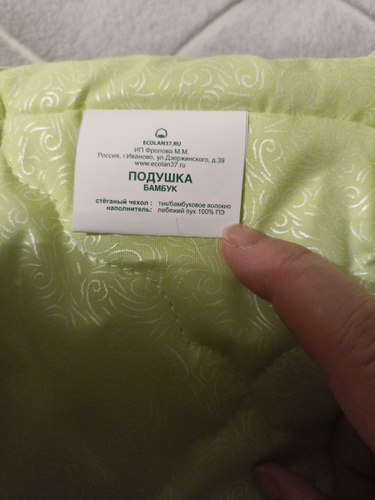 ECOLAN37.RU
ИП Фролова М.М.
Россия, г.Иваново, ул.Дзержинского, д.39
www.ecolan37.ru
ПОДУШКА
БАМБУК
стёганый чехол : тик/бамбуковое волокно
наполнитель: лебяжий пух 100% ПЭ